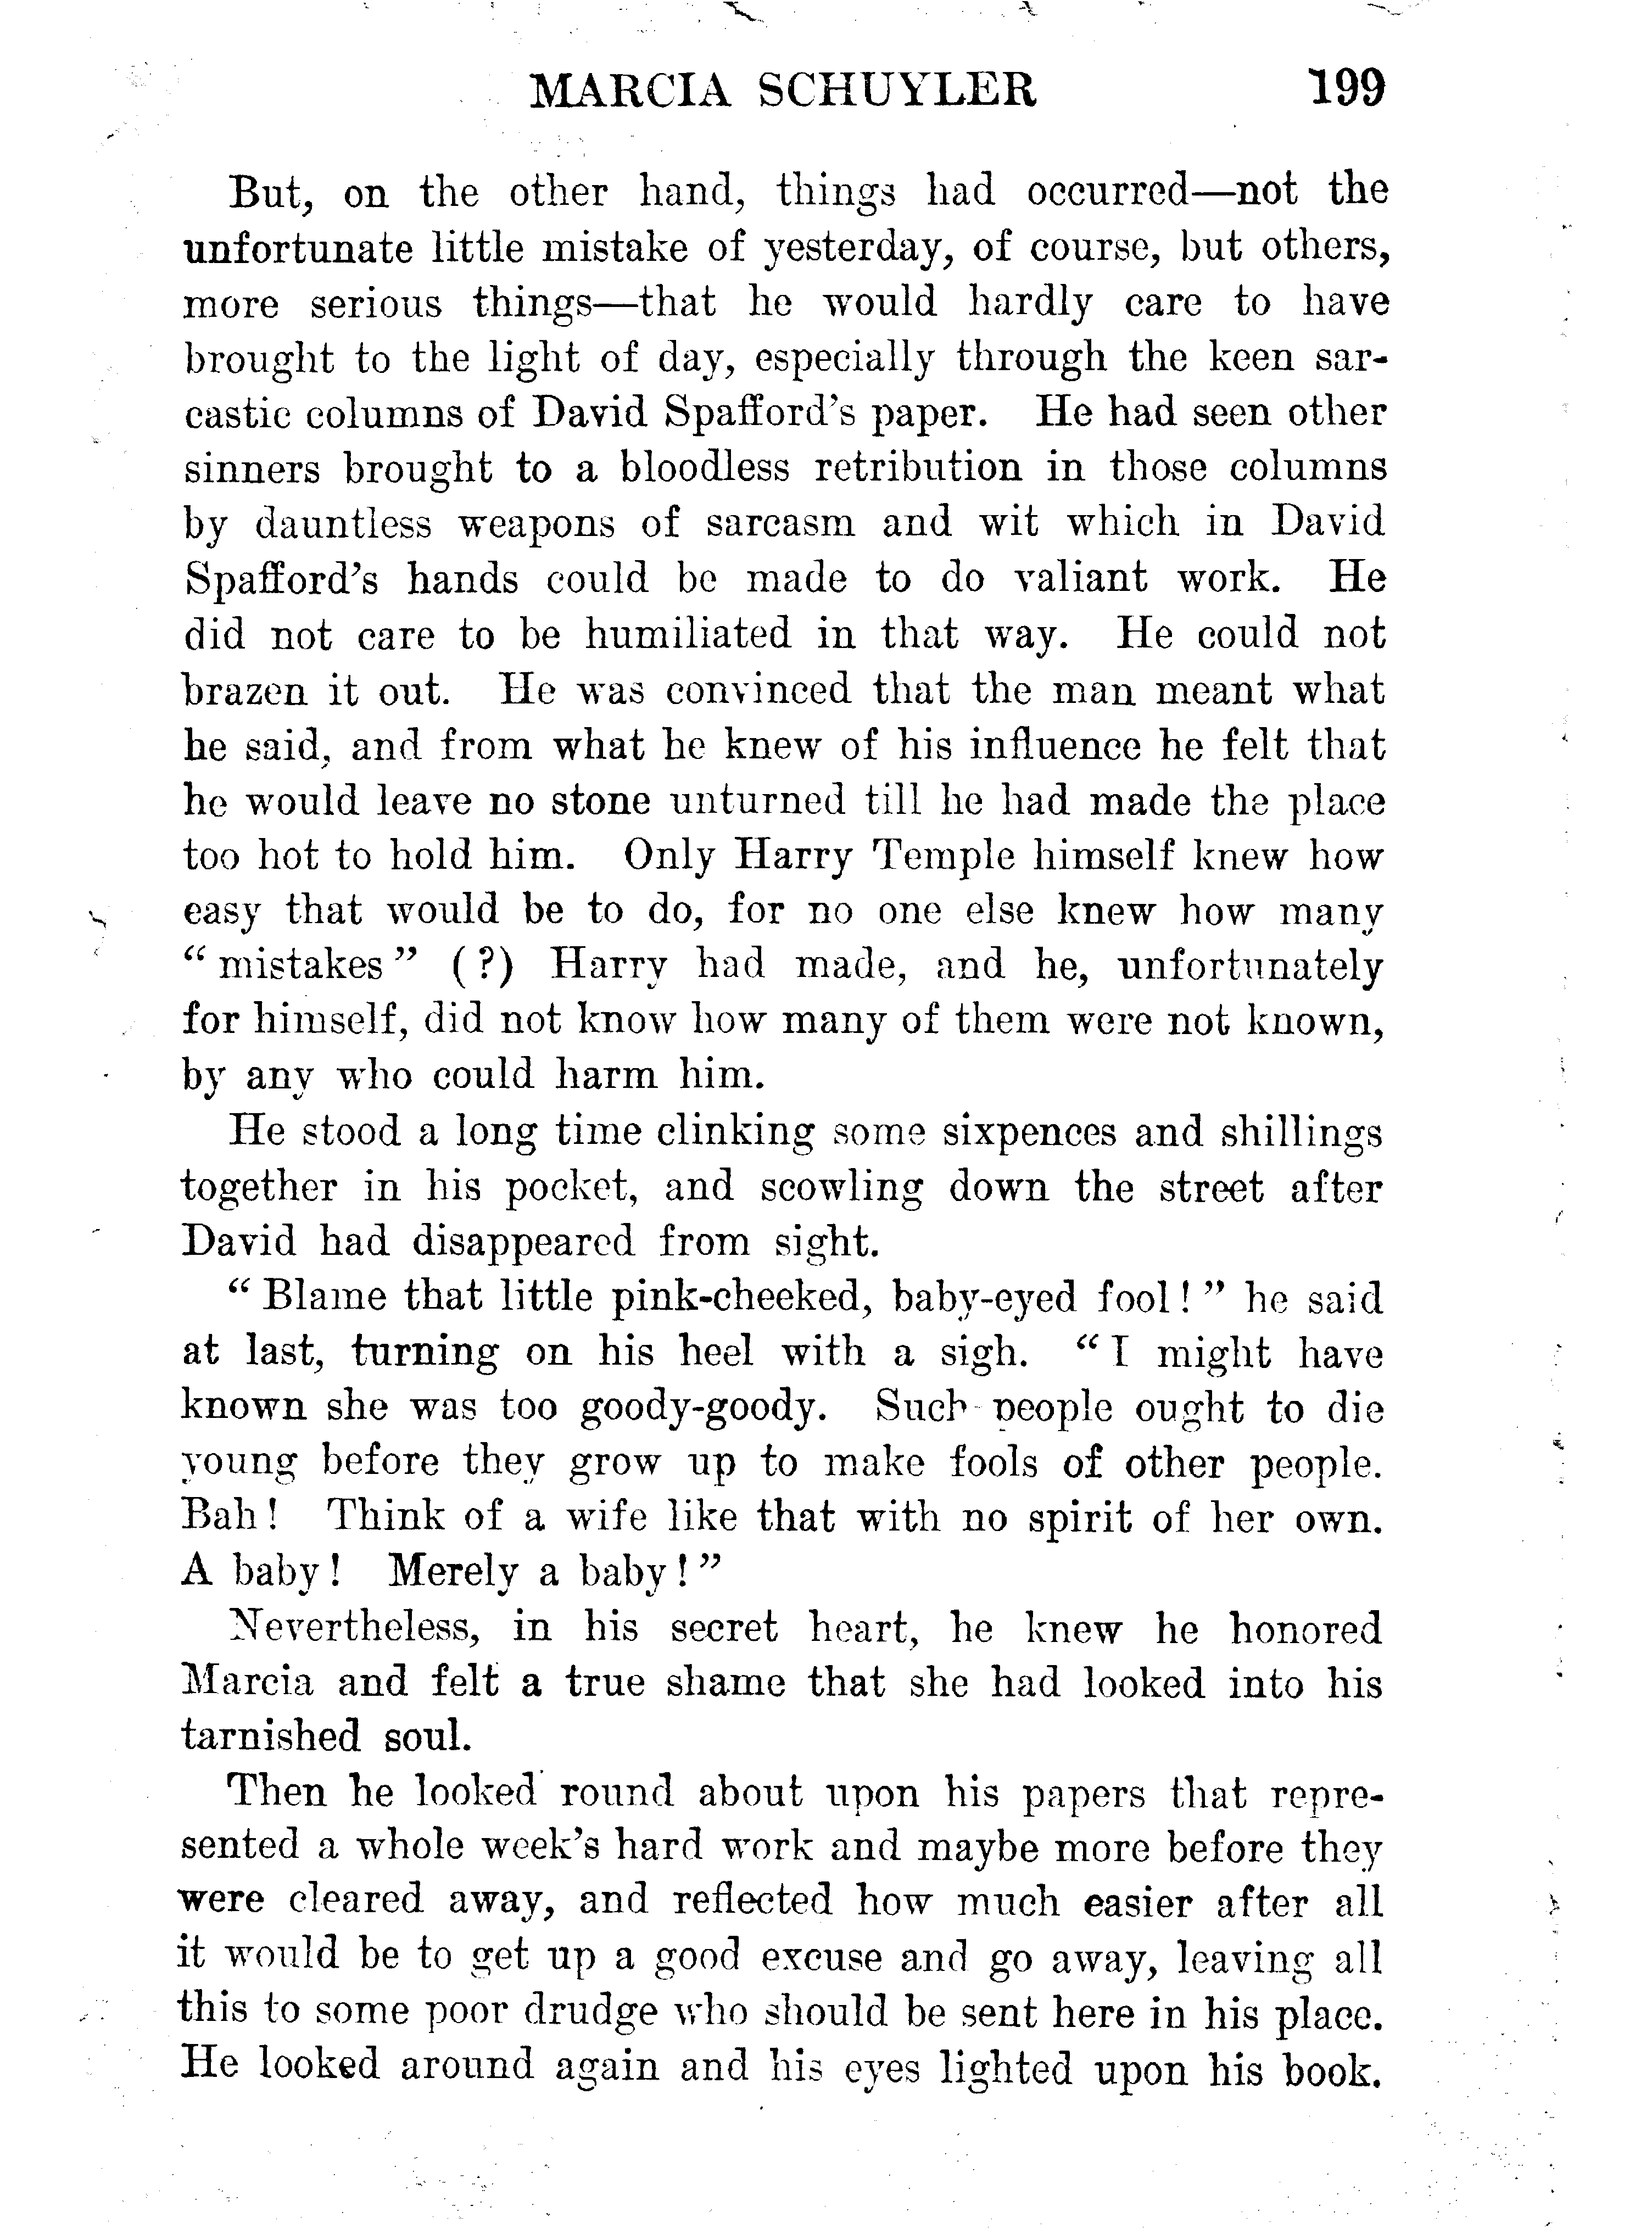 MARCIA SCHUYLER 199
But, on the other hand, things had occurred—not the
unfortunate little mistake of yesterday, of course, but others,
more serious things—that he would hardly care to have
brought to the light of day, especially through the keen sar-
castic columns of David Spafford's paper. He had seen other
sinners brought to a bloodless retribution in those columns
by dauntless weapons of sarcasm and wit which in David
Spafford's hands could be made to do valiant work. He
did not care to be humiliated in that way. He could not
brazen it out. He was convinced that the man meant what
he said, and from what he knew of his influence he felt that
he would leave no stone unturned till he had made the place
too hot to hold him. Only Harry Temple himself knew how
easy that would be to do, for no one else knew how many
“mistakes” (?) Harry had made, and he, unfortunately
for himself, did not know how many of them were not known,
by any who could harm him.
He stood a long time clinking some sixpences and shillings
together in his pocket, and scowling down the street after
David had disappeared from sight.
“Blame that little pink-cheeked, baby-eyed fool!” he said
at last, turning on his heel with a sigh. “I might have
known she was too goody-goody. Such people ought to die
young before they grow up to make fools of other people.
Bah! Think of a wife like that with no spirit of her own.
A baby! Merely a baby!”
Nevertheless, in his secret heart, he knew he honored
Marcia and felt a true shame that she had looked into his
tarnished soul.
Then he looked round about upon his papers that repre-
sented a whole week's hard work and maybe more before they
were cleared away, and reflected how much easier after all
it would be to get up a good excuse and go away, leaving all
this to some poor drudge who should be sent here in his place.
He looked around again and his eyes lighted upon his book.